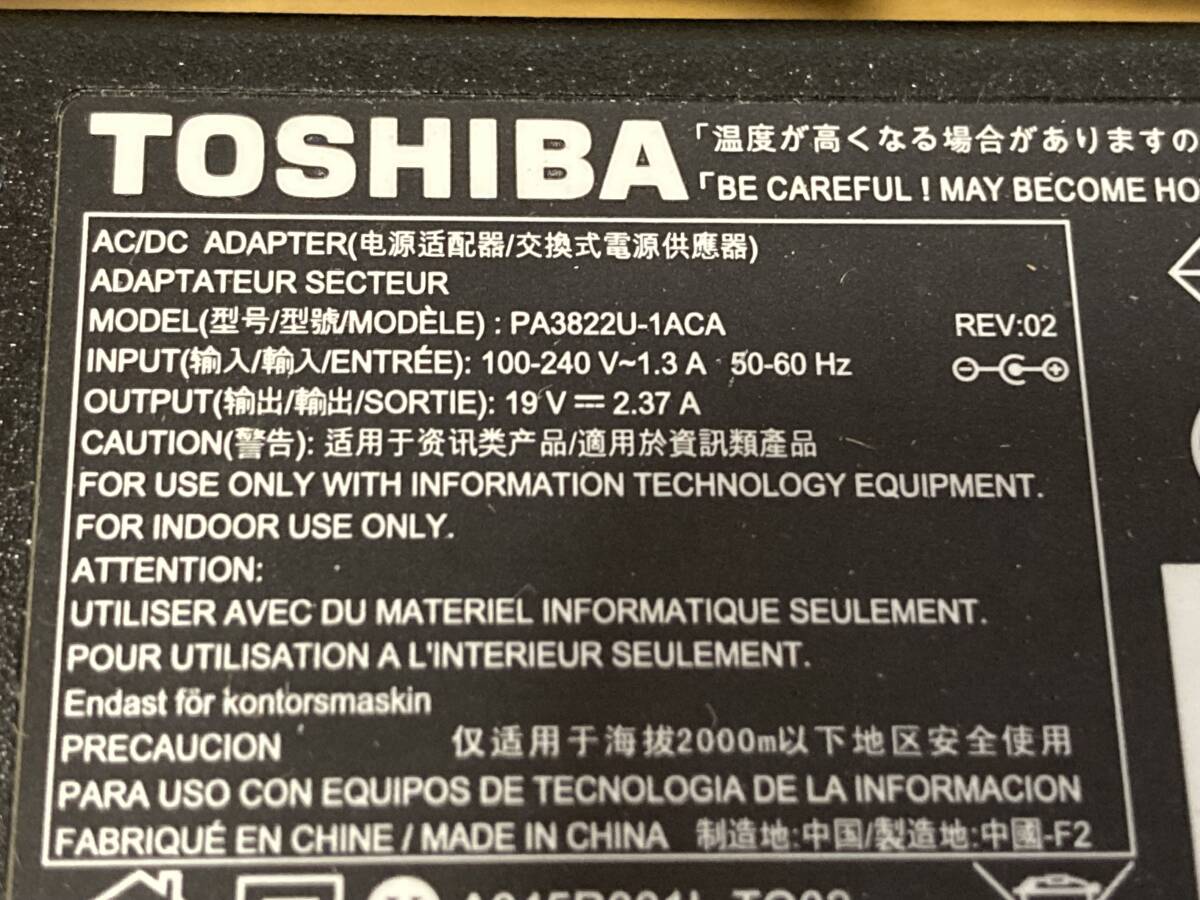 TOSHIBA
「温度が高くなる場合がありますの
「BE CAREFUL ! MAY BECOME HO
AC/DC ADAPTER(电源适配器/交換式電源供應器)
ADAPTATEUR SECTEUR
MODEL(型号/型號/MODÈLE) : PA3822U-1ACA REV:02
INPUT(输入/輸入/ENTRÉE): 100-240 V~1.3 A 50-60 Hz
OUTPUT(输出/輸出/SORTIE): 19 V⎓ 2.37 A
CAUTION(警告): 适用于资讯类产品/適用於資訊類產品
FOR USE ONLY WITH INFORMATION TECHNOLOGY EQUIPMENT.
FOR INDOOR USE ONLY.
ATTENTION:
UTILISER AVEC DU MATERIEL INFORMATIQUE SEULEMENT.
POUR UTILISATION A L'INTERIEUR SEULEMENT.
Endast för kontorsmaskin
PRECAUCION 仅适用于海拔2000m以下地区安全使用
PARA USO CON EQUIPOS DE TECNOLOGIA DE LA INFORMACION
FABRIQUÉ EN CHINE / MADE IN CHINA 制造地:中国/製造地:中國-F2